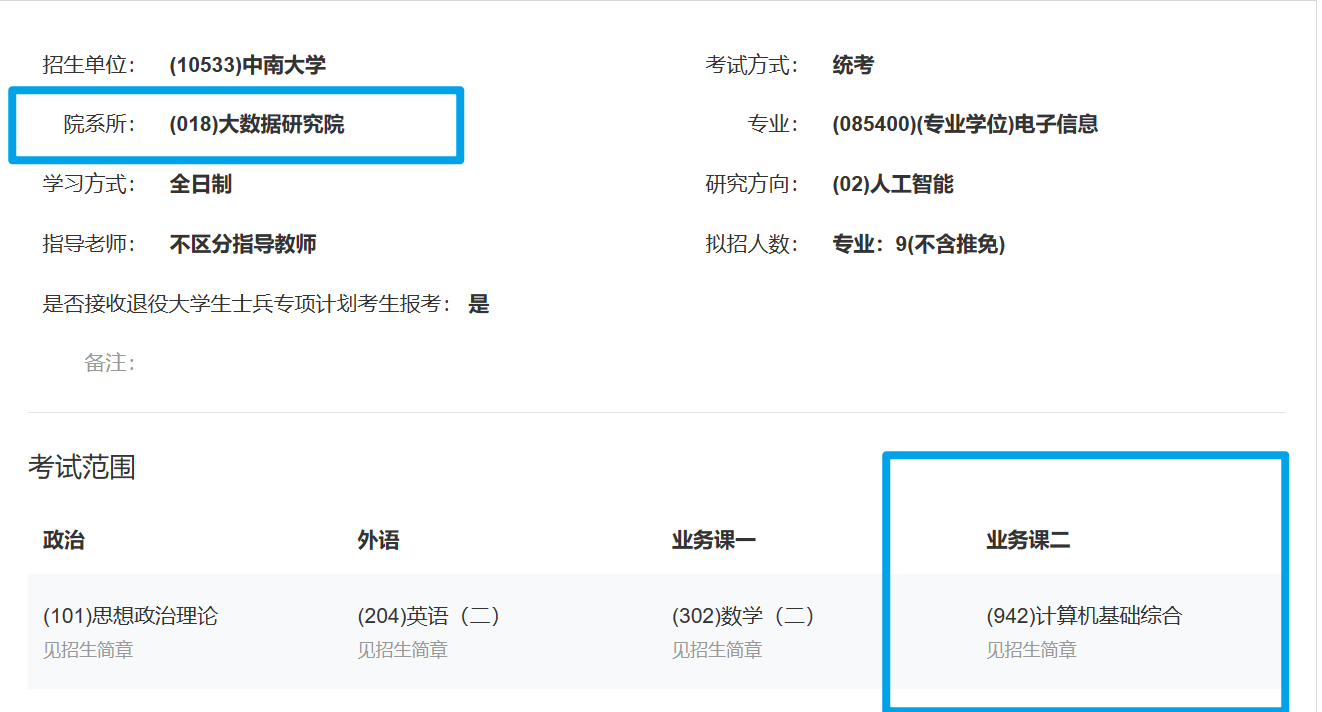 招生单位： (10533)中南大学 考试方式： 统考
院系所： (018)大数据研究院 专业： (085400)(专业学位)电子信息
学习方式： 全日制 研究方向： (02)人工智能
指导老师： 不区分指导教师 拟招人数： 专业：9(不含推免)
是否接收退役大学生士兵专项计划考生报考： 是
备注：
考试范围
政治 外语 业务课一 业务课二
(101)思想政治理论 (204)英语（二） (302)数学（二） (942)计算机基础综合
见招生简章 见招生简章 见招生简章 见招生简章